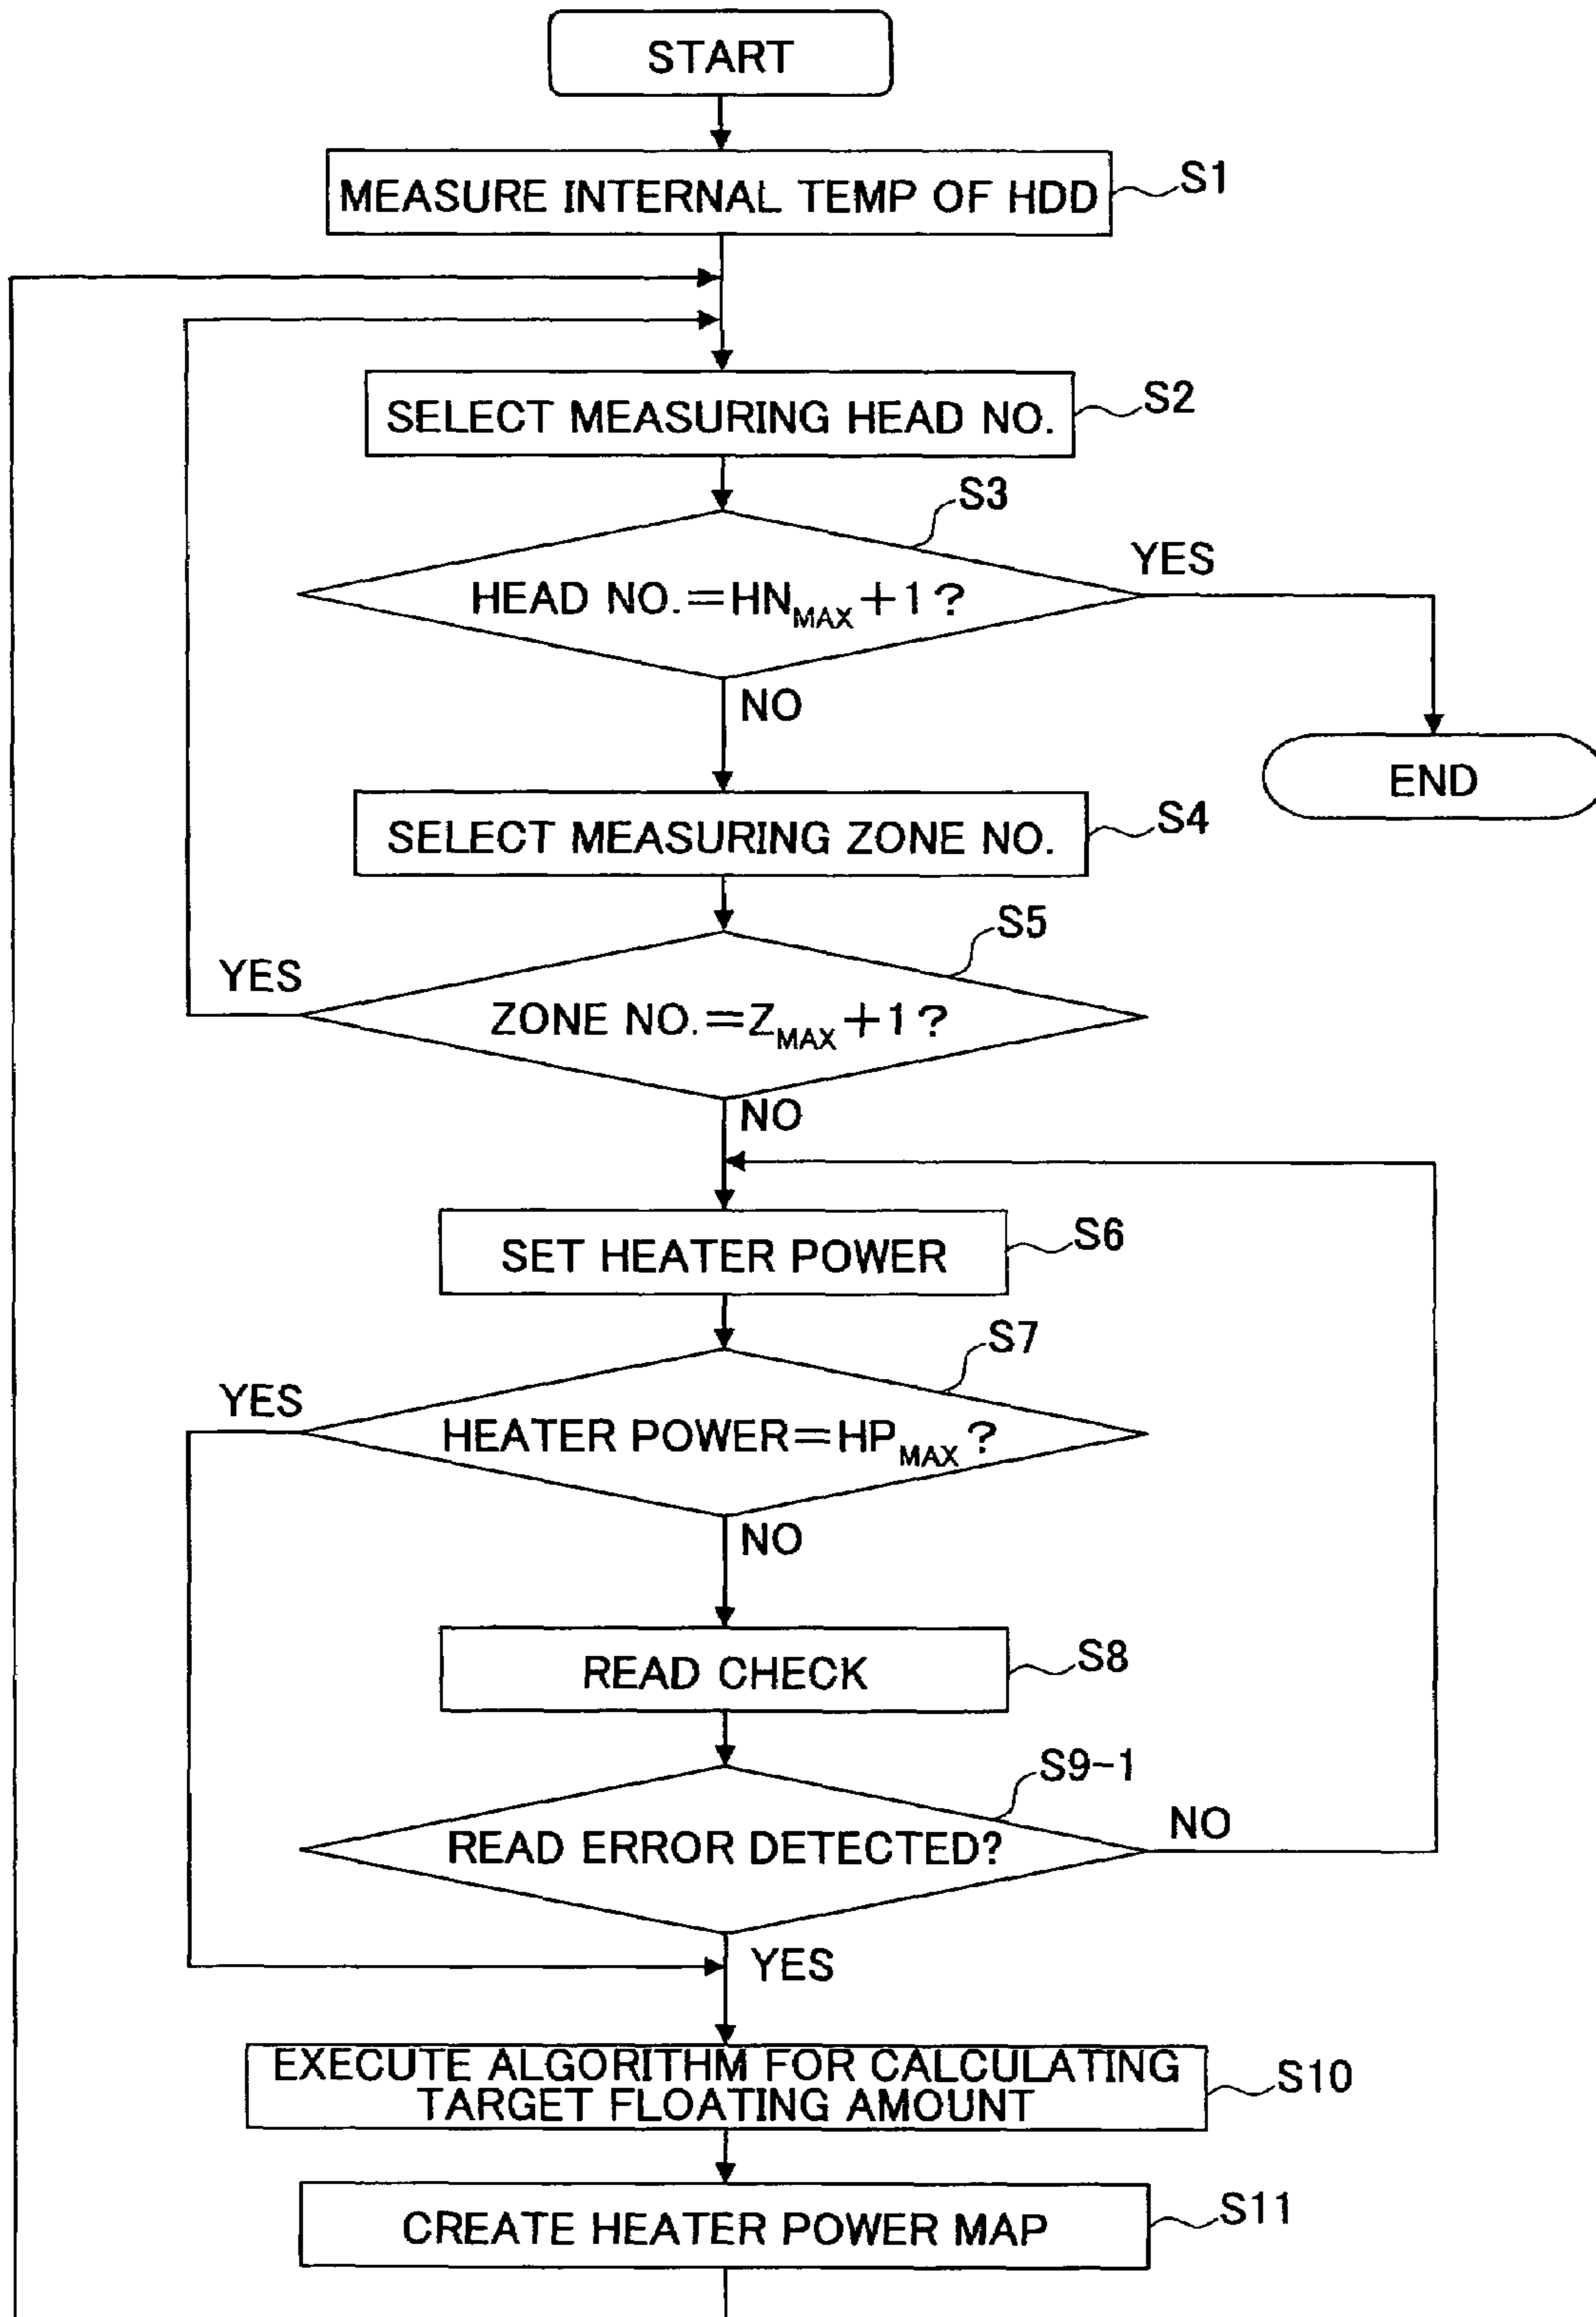 START
MEASURE INTERNAL TEMP OF HDD
S1
SELECT MEASURING HEAD NO.
S2
S3
HEAD NO.=HNMAX+1?
YES
NO
END
SELECT MEASURING ZONE NO.
S4
S5
YES
ZONE NO.=ZMAX+1?
NO
SET HEATER POWER
S6
S7
YES
HEATER POWER=HPMAX?
NO
READ CHECK
S8
S9-1
READ ERROR DETECTED?
NO
YES
EXECUTE ALGORITHM FOR CALCULATING
TARGET FLOATING AMOUNT
S10
CREATE HEATER POWER MAP
S11